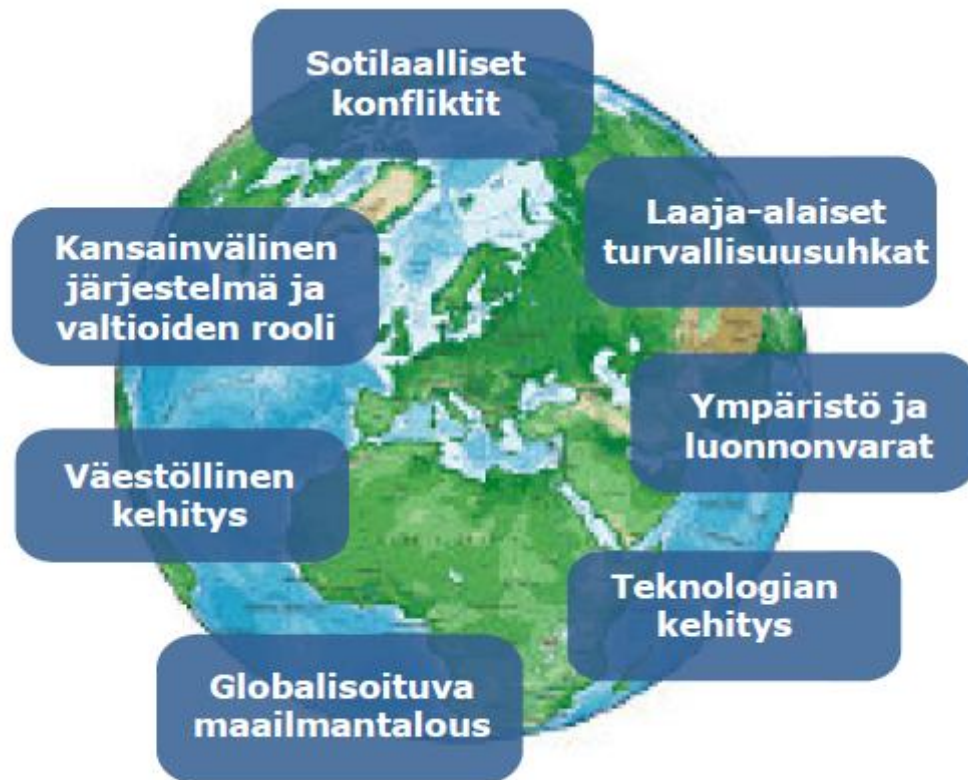 Sotilaalliset
konfliktit
Laaja-alaiset
turvallisuusuhkat
Kansainvälinen
järjestelmä ja
valtioiden rooli
Ympäristö ja
luonnonvarat
Väestöllinen
kehitys
Teknologian
kehitys
Globalisoituva
maailmantalous